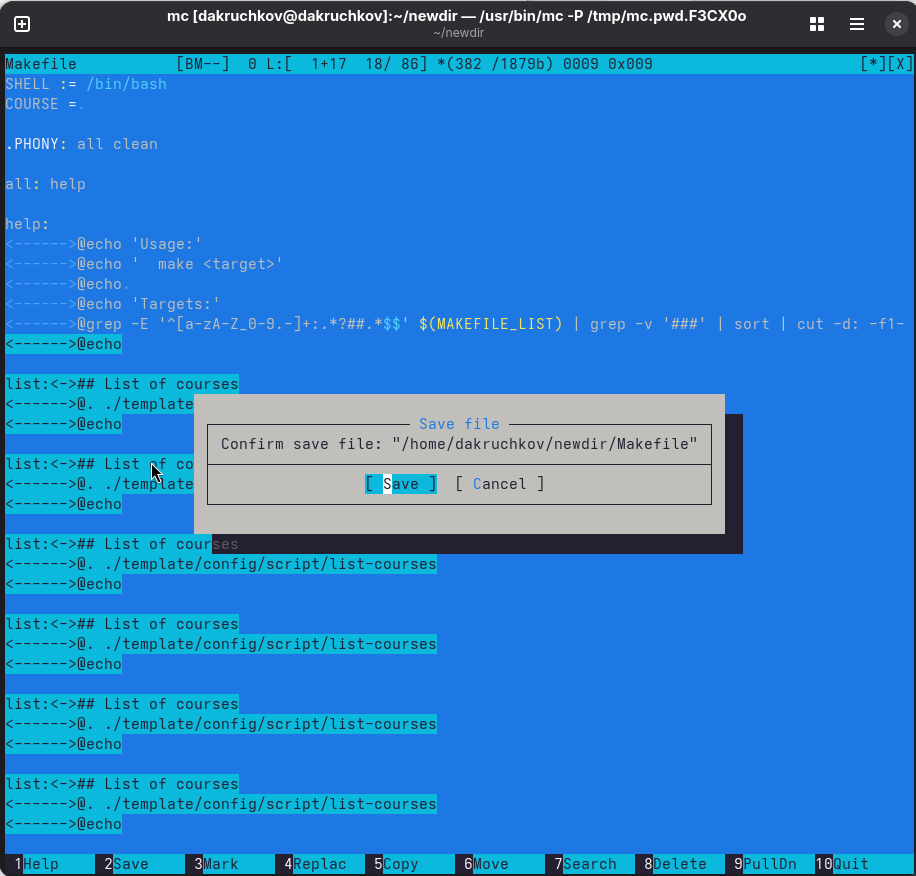 mc [dakruchkov@dakruchkov]:~/newdir — /usr/bin/mc -P /tmp/mc.pwd.F3CX0o
~/newdir
Makefile [BM--] 0 L:[ 1+17 18/ 86] *(382 /1879b) 0009 0x009 [*][X]
SHELL := /bin/bash
COURSE =.
.PHONY: all clean
all: help
help:
<------>@echo 'Usage:'
<------>@echo '  make <target>'
<------>@echo.
<------>@echo 'Targets:'
<------>@grep -E '^[a-zA-Z_0-9.-]+:.*?##.*$$' $(MAKEFILE_LIST) | grep -v '###' | sort | cut -d: -f1-
<------>@echo
list:<->## List of courses
<------>@. ./template
<------>@echo
Save file
Confirm save file: "/home/dakruchkov/newdir/Makefile"
[ Save ] [ Cancel ]
list:<->## List of co
<------>@. ./template
<------>@echo
list:<->## List of courses
<------>@. ./template/config/script/list-courses
<------>@echo
list:<->## List of courses
<------>@. ./template/config/script/list-courses
<------>@echo
list:<->## List of courses
<------>@. ./template/config/script/list-courses
<------>@echo
list:<->## List of courses
<------>@. ./template/config/script/list-courses
<------>@echo
1Help 2Save 3Mark 4Replac 5Copy 6Move 7Search 8Delete 9PullDn 10Quit